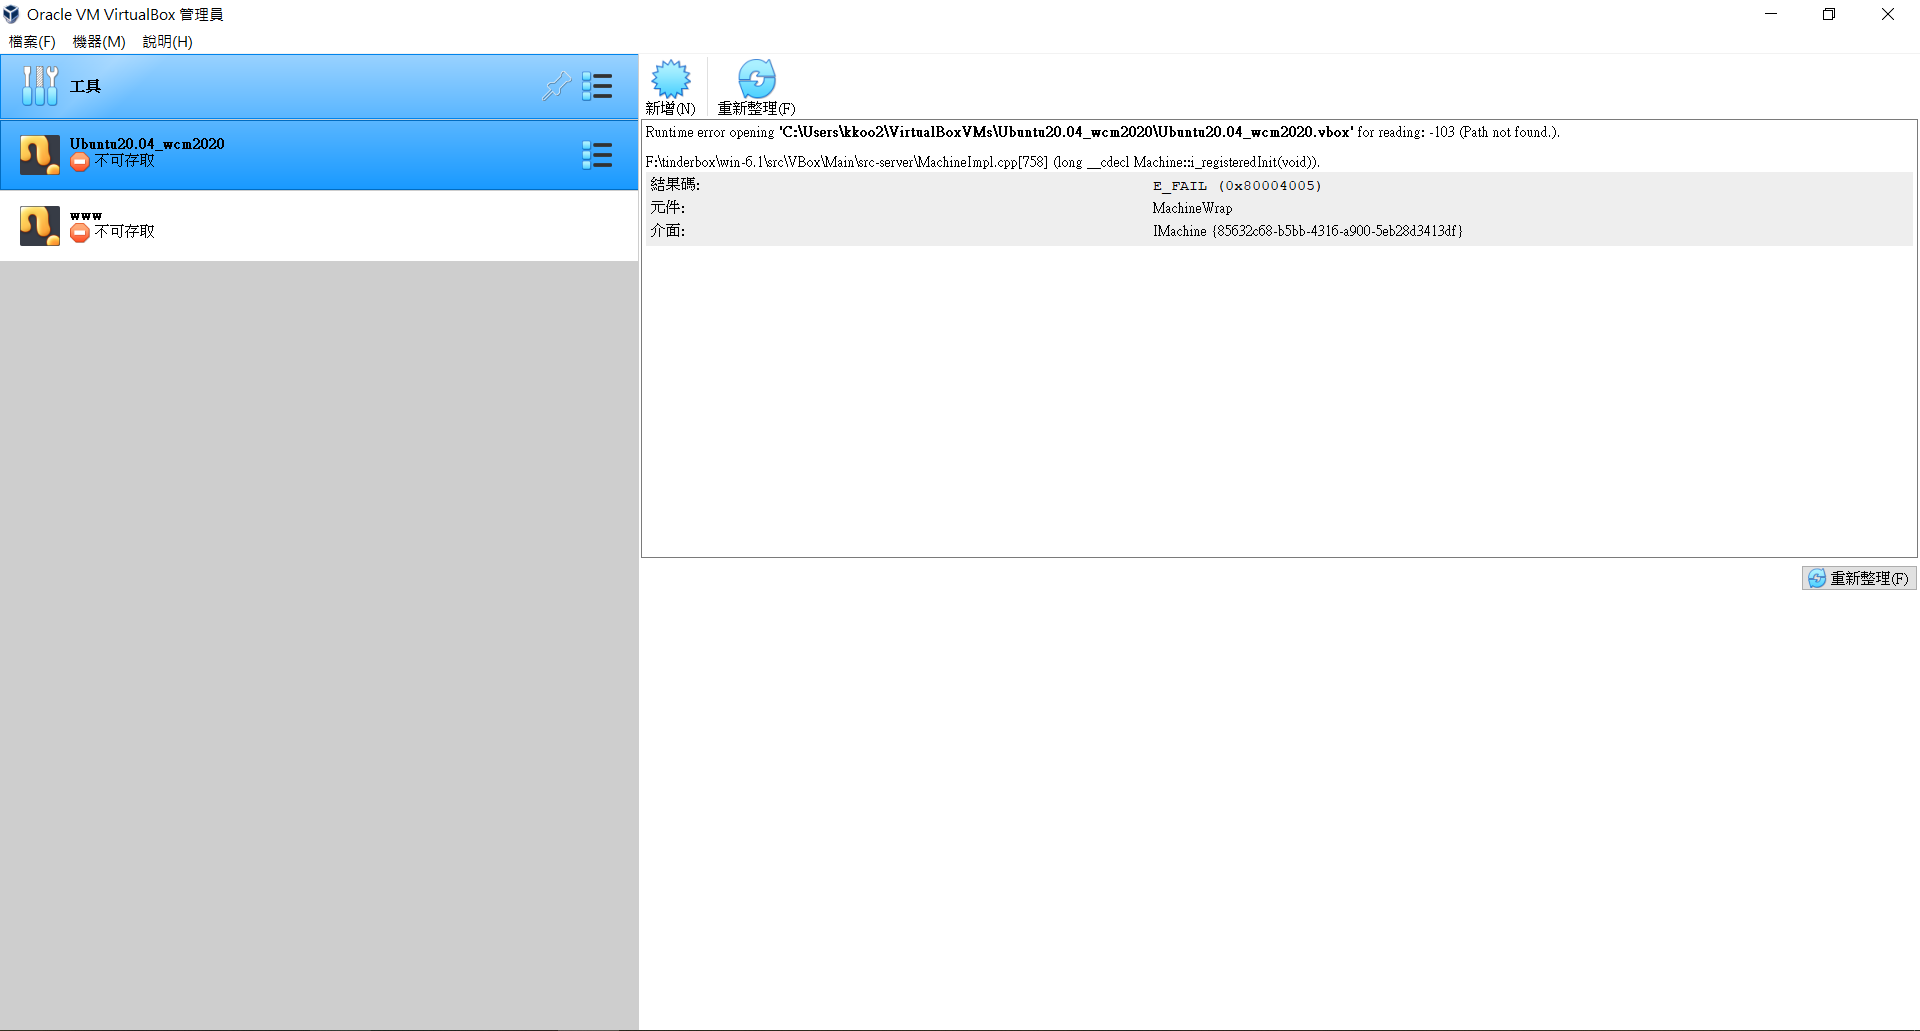 Oracle VM VirtualBox 管理員
檔案(F) 機器(M) 說明(H)
工具
Ubuntu20.04_wcm2020
不可存取
www
不可存取
新增(N) 重新整理(F)
Runtime error opening 'C:\Users\kkoo2\VirtualBoxVMs\Ubuntu20.04_wcm2020\Ubuntu20.04_wcm2020.vbox' for reading: -103 (Path not found.).
F:\tinderbox\win-6.1\src\VBox\Main\src-server\MachineImpl.cpp[758] (long __cdecl Machine::i_registeredInit(void)).
結果碼: E_FAIL (0x80004005)
元件: MachineWrap
介面: IMachine {85632c68-b5bb-4316-a900-5eb28d3413df}
重新整理(F)